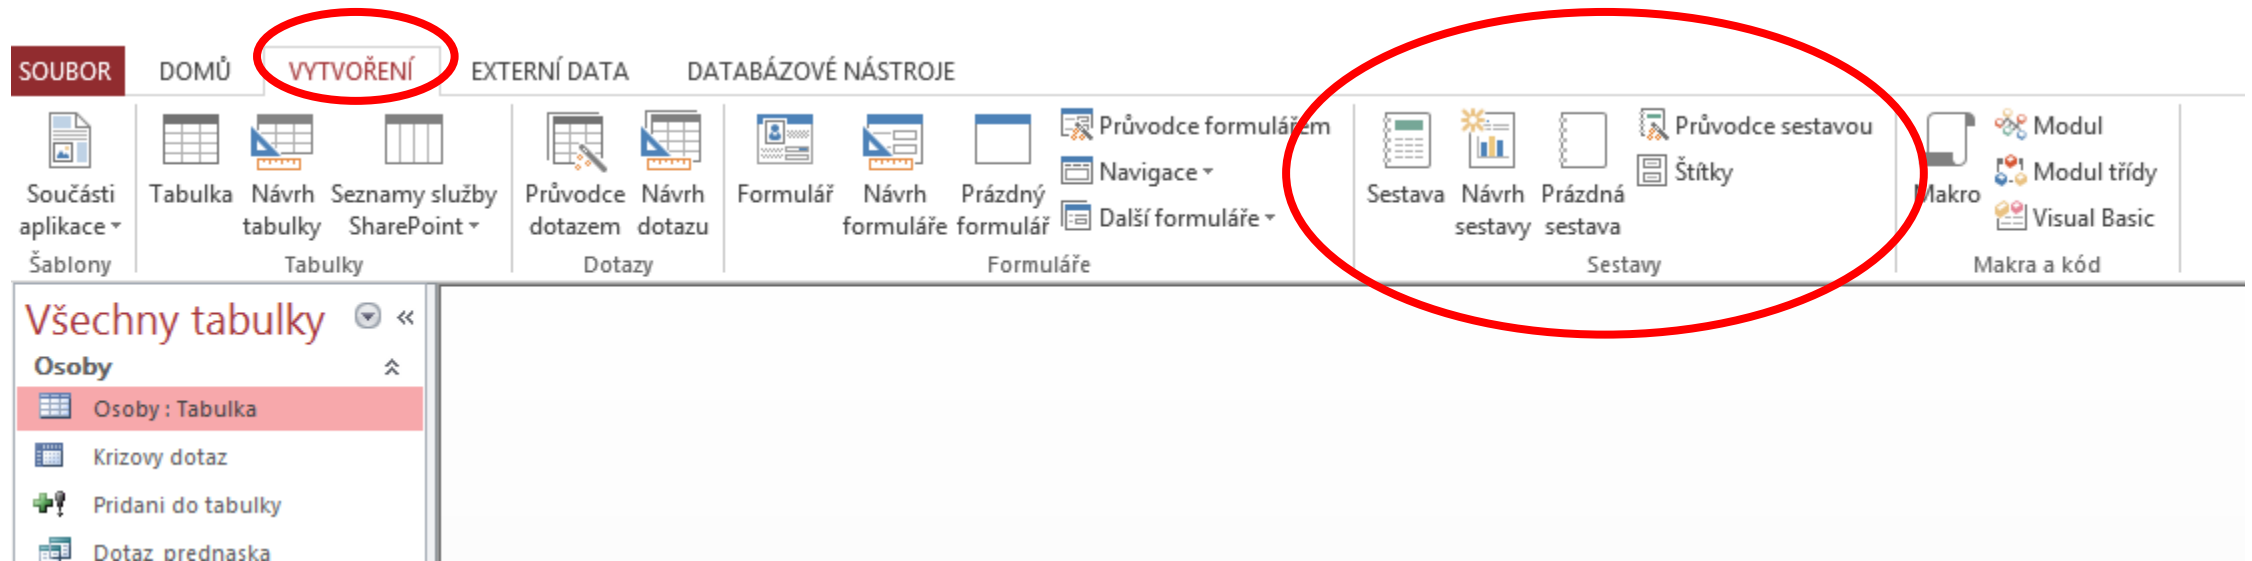 SOUBOR DOMŮ VYTVOŘENÍ EXTERNÍ DATA DATABÁZOVÉ NÁSTROJE
Součásti aplikace
Šablony
Tabulka
Návrh tabulky
Seznamy služby SharePoint
Tabulky
Průvodce dotazem
Návrh dotazu
Dotazy
Formulář
Návrh formuláře
Prázdný formulář
Průvodce formulářem
Navigace
Další formuláře
Formuláře
Sestava
Návrh sestavy
Prázdná sestava
Průvodce sestavou
Štítky
Sestavy
Makro
Modul
Modul třídy
Visual Basic
Makra a kód
Všechny tabulky
Osoby
Osoby : Tabulka
Krizovy dotaz
Pridani do tabulky
Dotaz prednaska